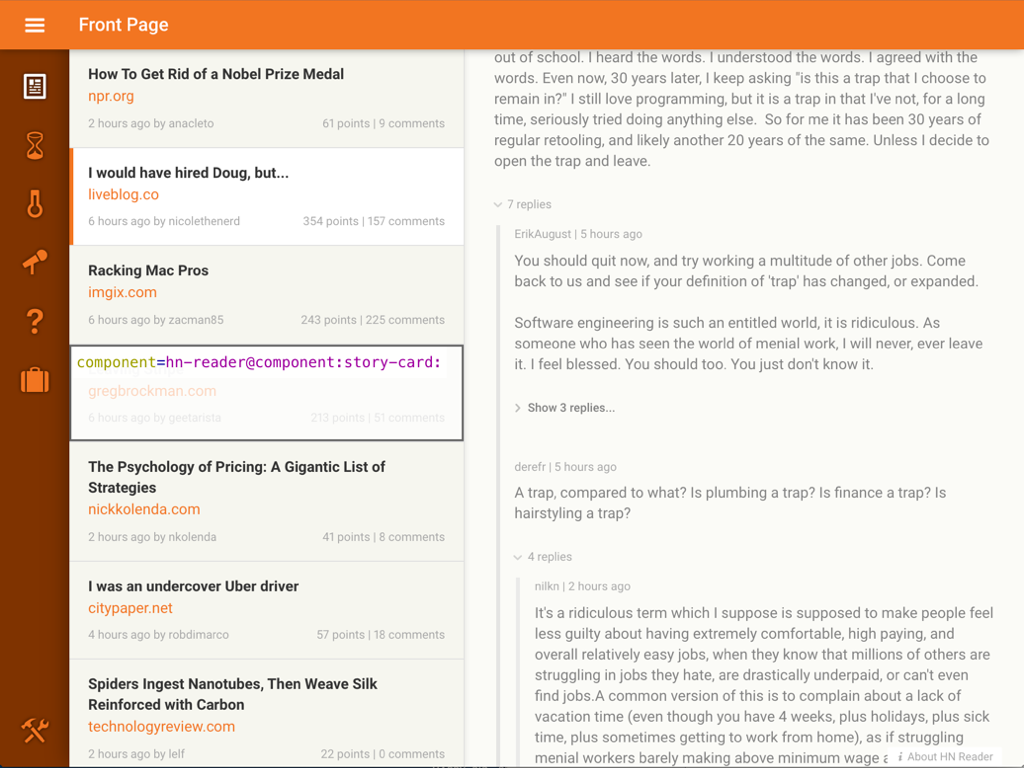 Front Page
How To Get Rid of a Nobel Prize Medal
npr.org
2 hours ago by anacleto
61 points | 9 comments
I would have hired Doug, but...
liveblog.co
6 hours ago by nicolethenerd
354 points | 157 comments
Racking Mac Pros
imgix.com
6 hours ago by zacman85
243 points | 225 comments
component=hn-reader@component:story-card:
gregbrockman.com
6 hours ago by geetarista
213 points | 51 comments
The Psychology of Pricing: A Gigantic List of
Strategies
nickkolenda.com
2 hours ago by nkolenda
41 points | 8 comments
I was an undercover Uber driver
citypaper.net
4 hours ago by robdimarco
57 points | 18 comments
Spiders Ingest Nanotubes, Then Weave Silk
Reinforced with Carbon
technologyreview.com
2 hours ago by lelf
22 points | 0 comments
out of school. I heard the words. I understood the words. I agreed with the
words. Even now, 30 years later, I keep asking "is this a trap that I choose to
remain in?" I still love programming, but it is a trap in that I've not, for a long
time, seriously tried doing anything else. So for me it has been 30 years of
regular retooling, and likely another 20 years of the same. Unless I decide to
open the trap and leave.
7 replies
ErikAugust | 5 hours ago
You should quit now, and try working a multitude of other jobs. Come
back to us and see if your definition of 'trap' has changed, or expanded.
Software engineering is such an entitled world, it is ridiculous. As
someone who has seen the world of menial work, I will never, ever leave
it. I feel blessed. You should too. You just don't know it.
Show 3 replies...
derefr | 5 hours ago
A trap, compared to what? Is plumbing a trap? Is finance a trap? Is
hairstyling a trap?
4 replies
nilkn | 2 hours ago
It's a ridiculous term which I suppose is supposed to make people feel
less guilty about having extremely comfortable, high paying, and
overall relatively easy jobs, when they know that millions of others are
struggling in jobs they hate, are drastically underpaid, or can't even
find jobs.A common version of this is to complain about a lack of
vacation time (even though you have 4 weeks, plus holidays, plus sick
time, plus sometimes getting to work from home), as if struggling
menial workers barely making above minimum wage
About HN Reader